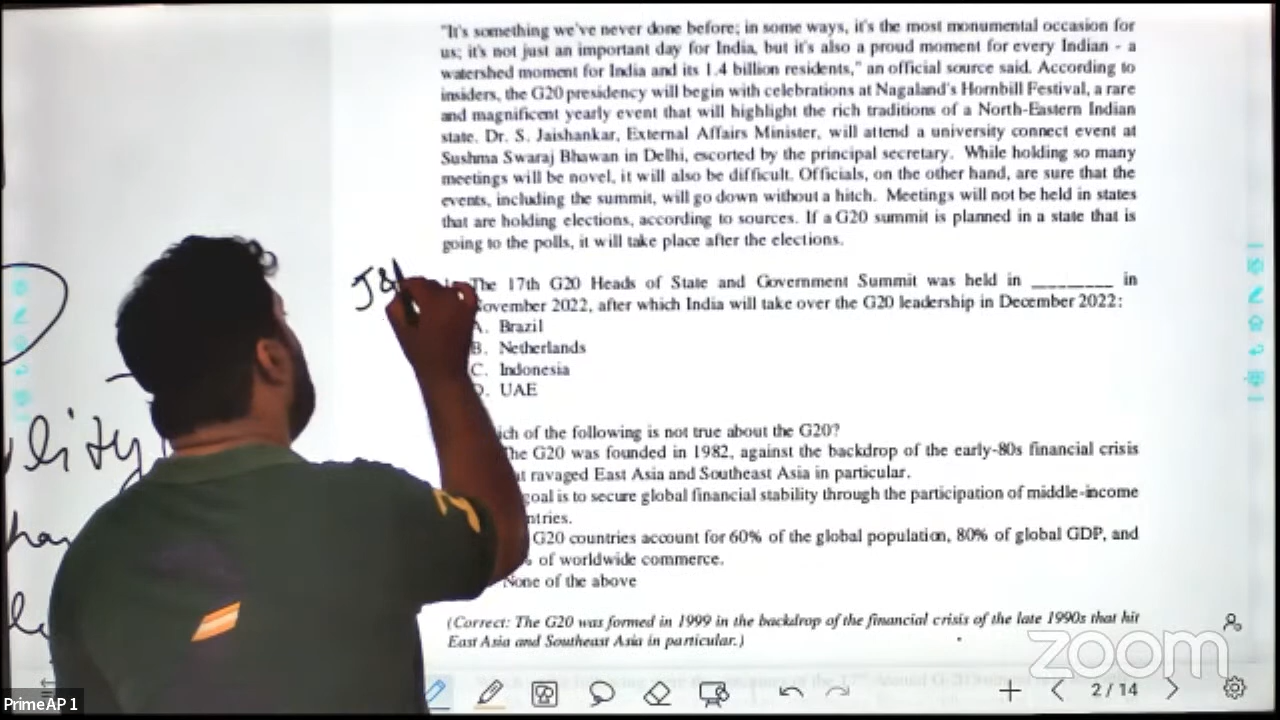 "It's something we've never done before; in some ways, it's the most monumental occasion for
us; it's not just an important day for India, but it's also a proud moment for every Indian - a
watershed moment for India and its 1.4 billion residents," an official source said. According to
insiders, the G20 presidency will begin with celebrations at Nagaland's Hornbill Festival, a rare
and magnificent yearly event that will highlight the rich traditions of a North-Eastern Indian
state. Dr. S. Jaishankar, External Affairs Minister, will attend a university connect event at
Sushma Swaraj Bhawan in Delhi, escorted by the principal secretary. While holding so many
meetings will be novel, it will also be difficult. Officials, on the other hand, are sure that the
events, including the summit, will go down without a hitch. Meetings will not be held in states
that are holding elections, according to sources. If a G20 summit is planned in a state that is
going to the polls, it will take place after the elections.
J&
The 17th G20 Heads of State and Government Summit was held in _________ in
November 2022, after which India will take over the G20 leadership in December 2022:
A. Brazil
B. Netherlands
C. Indonesia
D. UAE
ich of the following is not true about the G20?
The G20 was founded in 1982, against the backdrop of the early-80s financial crisis
at ravaged East Asia and Southeast Asia in particular.
goal is to secure global financial stability through the participation of middle-income
ntries.
G20 countries account for 60% of the global population, 80% of global GDP, and
% of worldwide commerce.
None of the above
(Correct: The G20 was formed in 1999 in the backdrop of the financial crisis of the late 1990s that hit
East Asia and Southeast Asia in particular.)
lity
zoom
2 / 14
PrimeAP 1